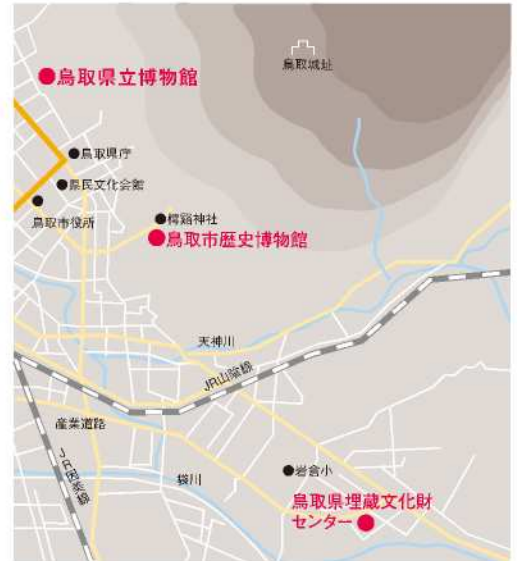 鳥取城址
鳥取県立博物館
鳥取県庁
県民文化会館
鳥取市役所
樗谿神社
鳥取市歴史博物館
天神川
JR山陰線
産業道路
JR因美線
袋川
岩倉小
鳥取県埋蔵文化財
センター